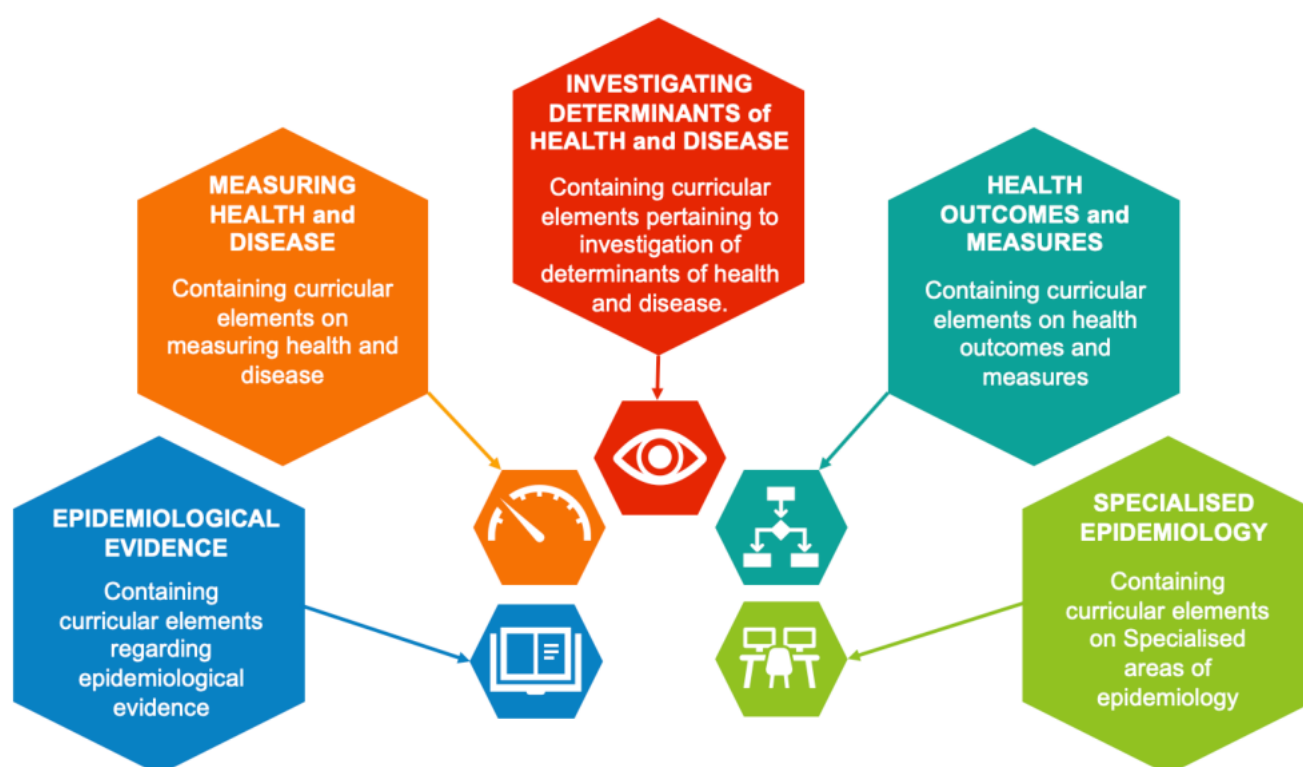 INVESTIGATING
DETERMINANTS of
HEALTH and DISEASE
Containing curricular
elements pertaining to
investigation of
determinants of health
and disease.
MEASURING
HEALTH and
DISEASE
Containing curricular
elements on
measuring health and
disease
HEALTH
OUTCOMES and
MEASURES
Containing curricular
elements on health
outcomes and
measures
EPIDEMIOLOGICAL
EVIDENCE
Containing
curricular elements
regarding
epidemiological
evidence
SPECIALISED
EPIDEMIOLOGY
Containing
curricular elements
on Specialised
areas of
epidemiology